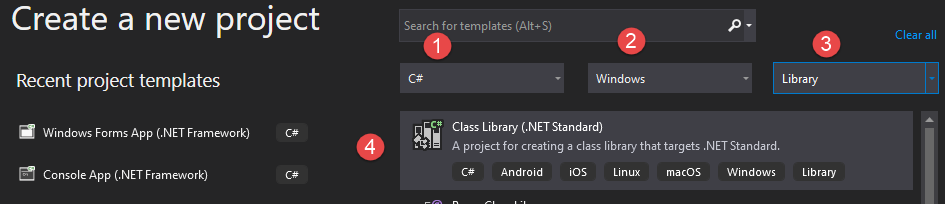 Create a new project
Search for templates (Alt+S)
Clear all
1
2
3
C#
Windows
Library
Recent project templates
Windows Forms App (.NET Framework)
C#
Console App (.NET Framework)
C#
4
Class Library (.NET Standard)
A project for creating a class library that targets .NET Standard.
C# Android iOS Linux macOS Windows Library